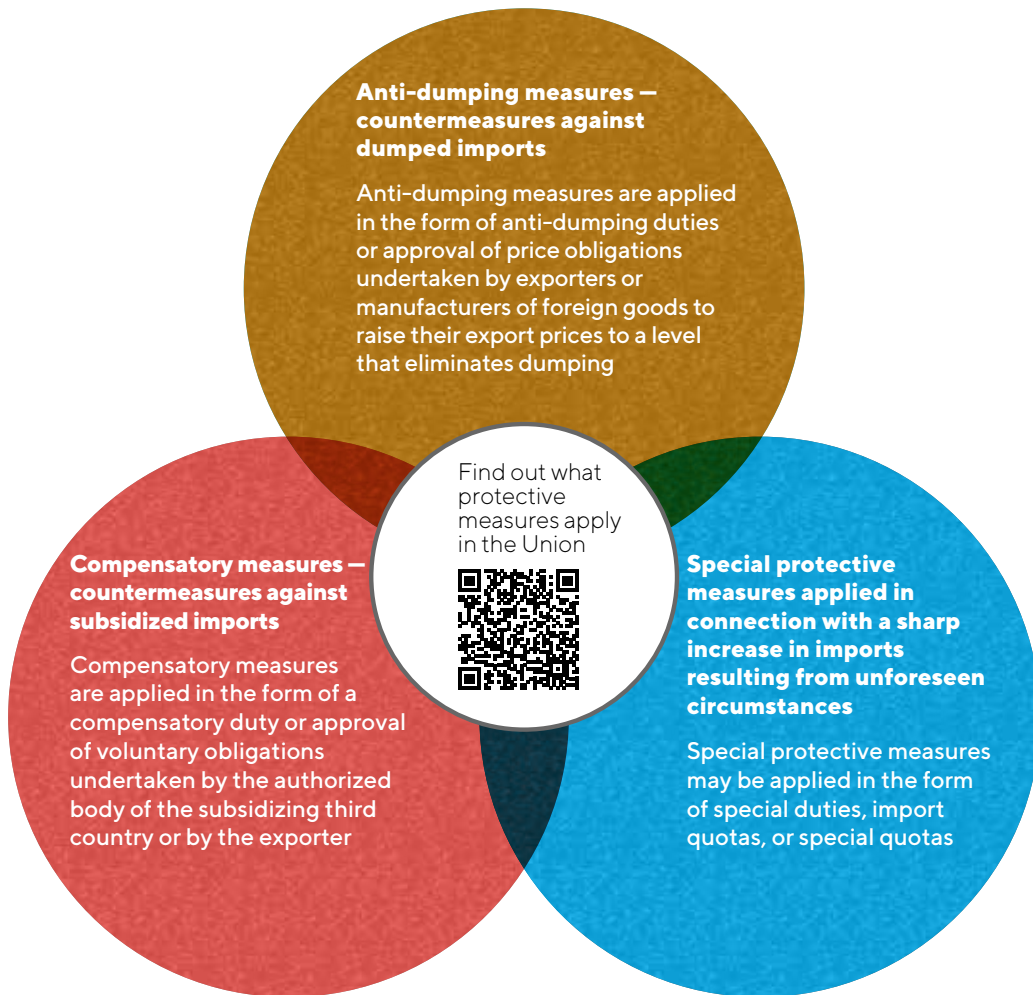 Anti-dumping measures —
countermeasures against
dumped imports
Anti-dumping measures are applied
in the form of anti-dumping duties
or approval of price obligations
undertaken by exporters or
manufacturers of foreign goods to
raise their export prices to a level
that eliminates dumping
Find out what
protective
measures apply
in the Union
Compensatory measures —
countermeasures against
subsidized imports
Compensatory measures
are applied in the form of a
compensatory duty or approval
of voluntary obligations
undertaken by the authorized
body of the subsidizing third
country or by the exporter
Special protective
measures applied in
connection with a sharp
increase in imports
resulting from unforeseen
circumstances
Special protective measures
may be applied in the form
of special duties, import
quotas, or special quotas